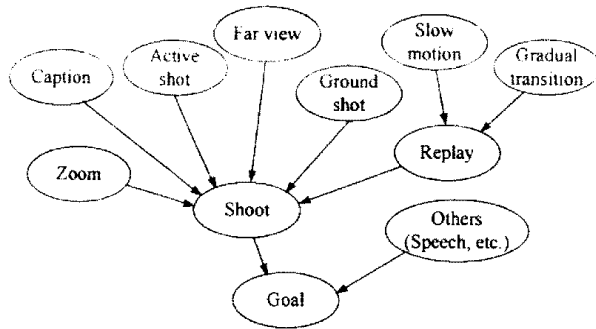 Far view
Slow
motion
Active
shot
Gradual
transition
Caption
Ground
shot
Replay
Zoom
Shoot
Others
(Speech, etc.)
Goal